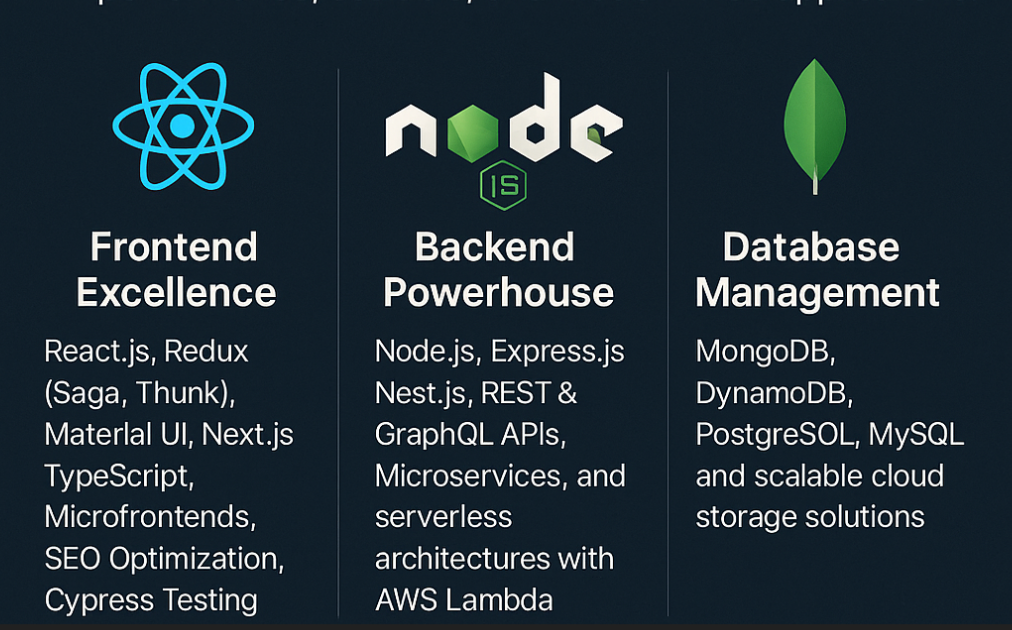 node
JS
Frontend
Excellence
React.js, Redux
(Saga, Thunk),
Materlal UI, Next.js
TypeScript,
Microfrontends,
SEO Optimization,
Cypress Testing
Backend
Powerhouse
Node.js, Express.js
Nest.js, REST &
GraphQL APIs,
Microservices, and
serverless
architectures with
AWS Lambda
Database
Management
MongoDB,
DynamoDB,
PostgreSOL, MySQL
and scalable cloud
storage solutions